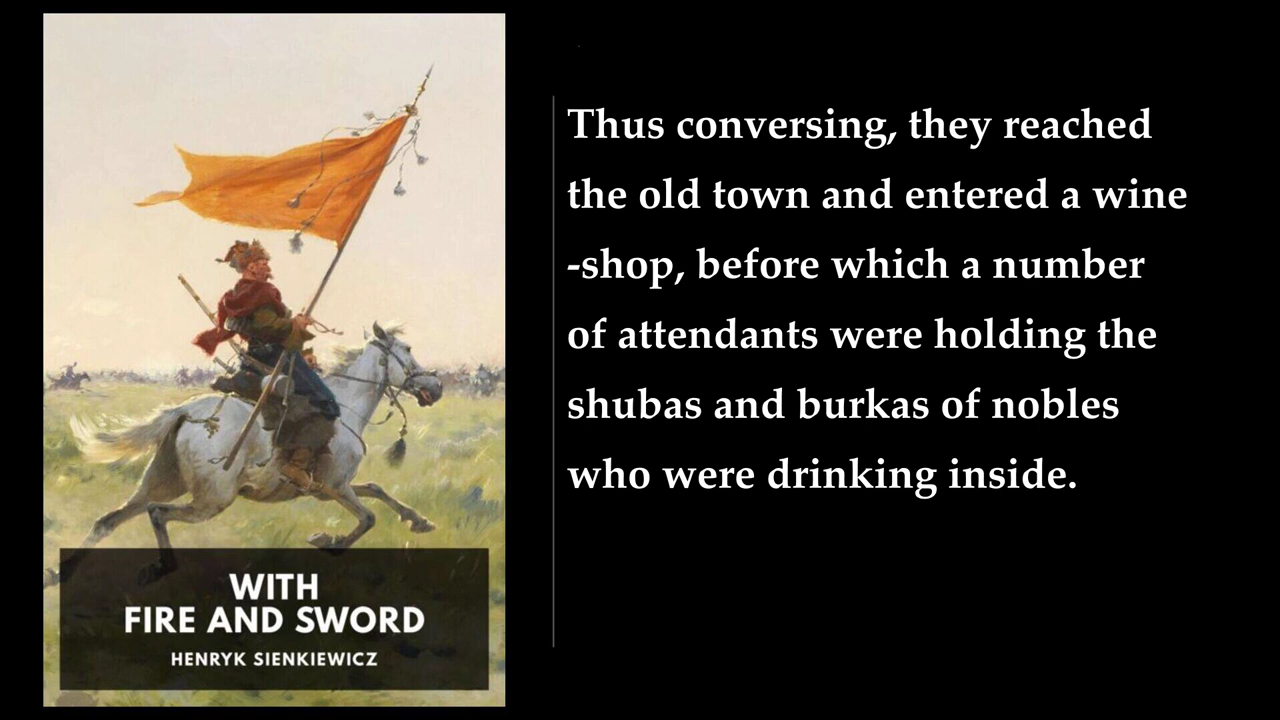 WITH
FIRE AND SWORD
HENRYK SIENKIEWICZ
Thus conversing, they reached
the old town and entered a wine
-shop, before which a number
of attendants were holding the
shubas and burkas of nobles
who were drinking inside.